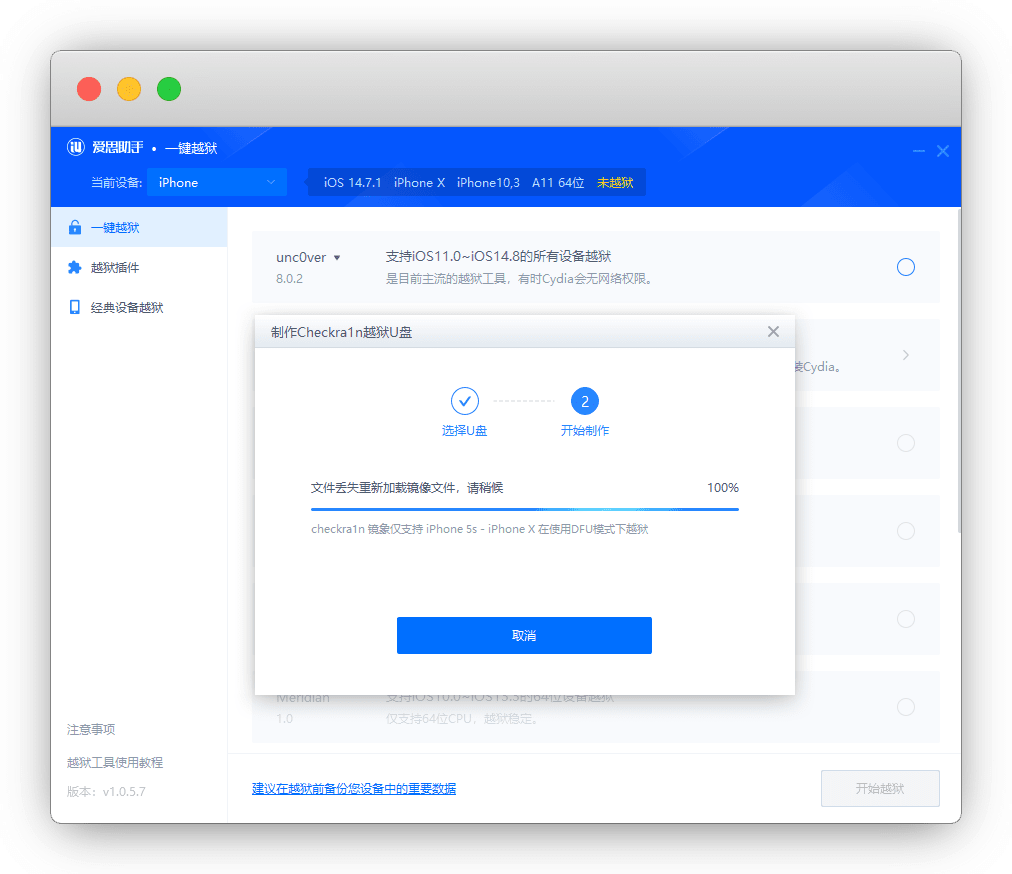 爱思助手 • 一键越狱
当前设备: iPhone
iOS 14.7.1 iPhone X iPhone10,3 A11 64位 未越狱
一键越狱
越狱插件
经典设备越狱
unc0ver
支持iOS11.0~iOS14.8的所有设备越狱
8.0.2
是目前主流的越狱工具，有时Cydia会无网络权限。
制作Checkra1n越狱U盘
装Cydia。
2
选择U盘
开始制作
文件丢失重新加载镜像文件，请稍候
100%
checkra1n 镜象仅支持 iPhone 5s - iPhone X 在使用DFU模式下越狱
取消
Meridian
支持iOS10.0~iOS13.3的64位设备越狱
1.0
仅支持64位CPU，越狱稳定。
注意事项
越狱工具使用教程
版本：v1.0.5.7
建议在越狱前备份您设备中的重要数据
开始越狱